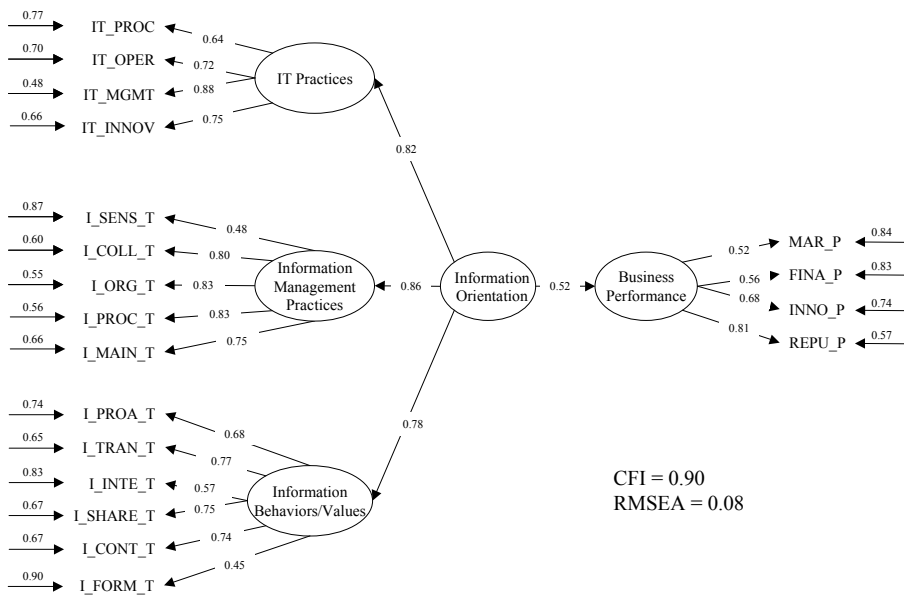 0.77
IT_PROC
0.64
0.70
IT_OPER
0.72
IT Practices
0.48
IT_MGMT
0.88
0.66
IT_INNOV
0.75
0.82
0.87
I_SENS_T
0.48
0.60
I_COLL_T
0.80
0.55
I_ORG_T
0.83
Information
Management
Practices
0.56
I_PROC_T
0.83
0.66
I_MAIN_T
0.75
0.86
Information
Orientation
0.52
Business
Performance
0.52
MAR_P
0.84
0.56
FINA_P
0.83
0.68
INNO_P
0.74
0.81
REPU_P
0.57
0.78
0.74
I_PROA_T
0.68
0.65
I_TRAN_T
0.77
0.83
I_INTE_T
0.57
Information
Behaviors/Values
0.67
I_SHARE_T
0.75
0.67
I_CONT_T
0.74
0.90
I_FORM_T
0.45
CFI = 0.90
RMSEA = 0.08